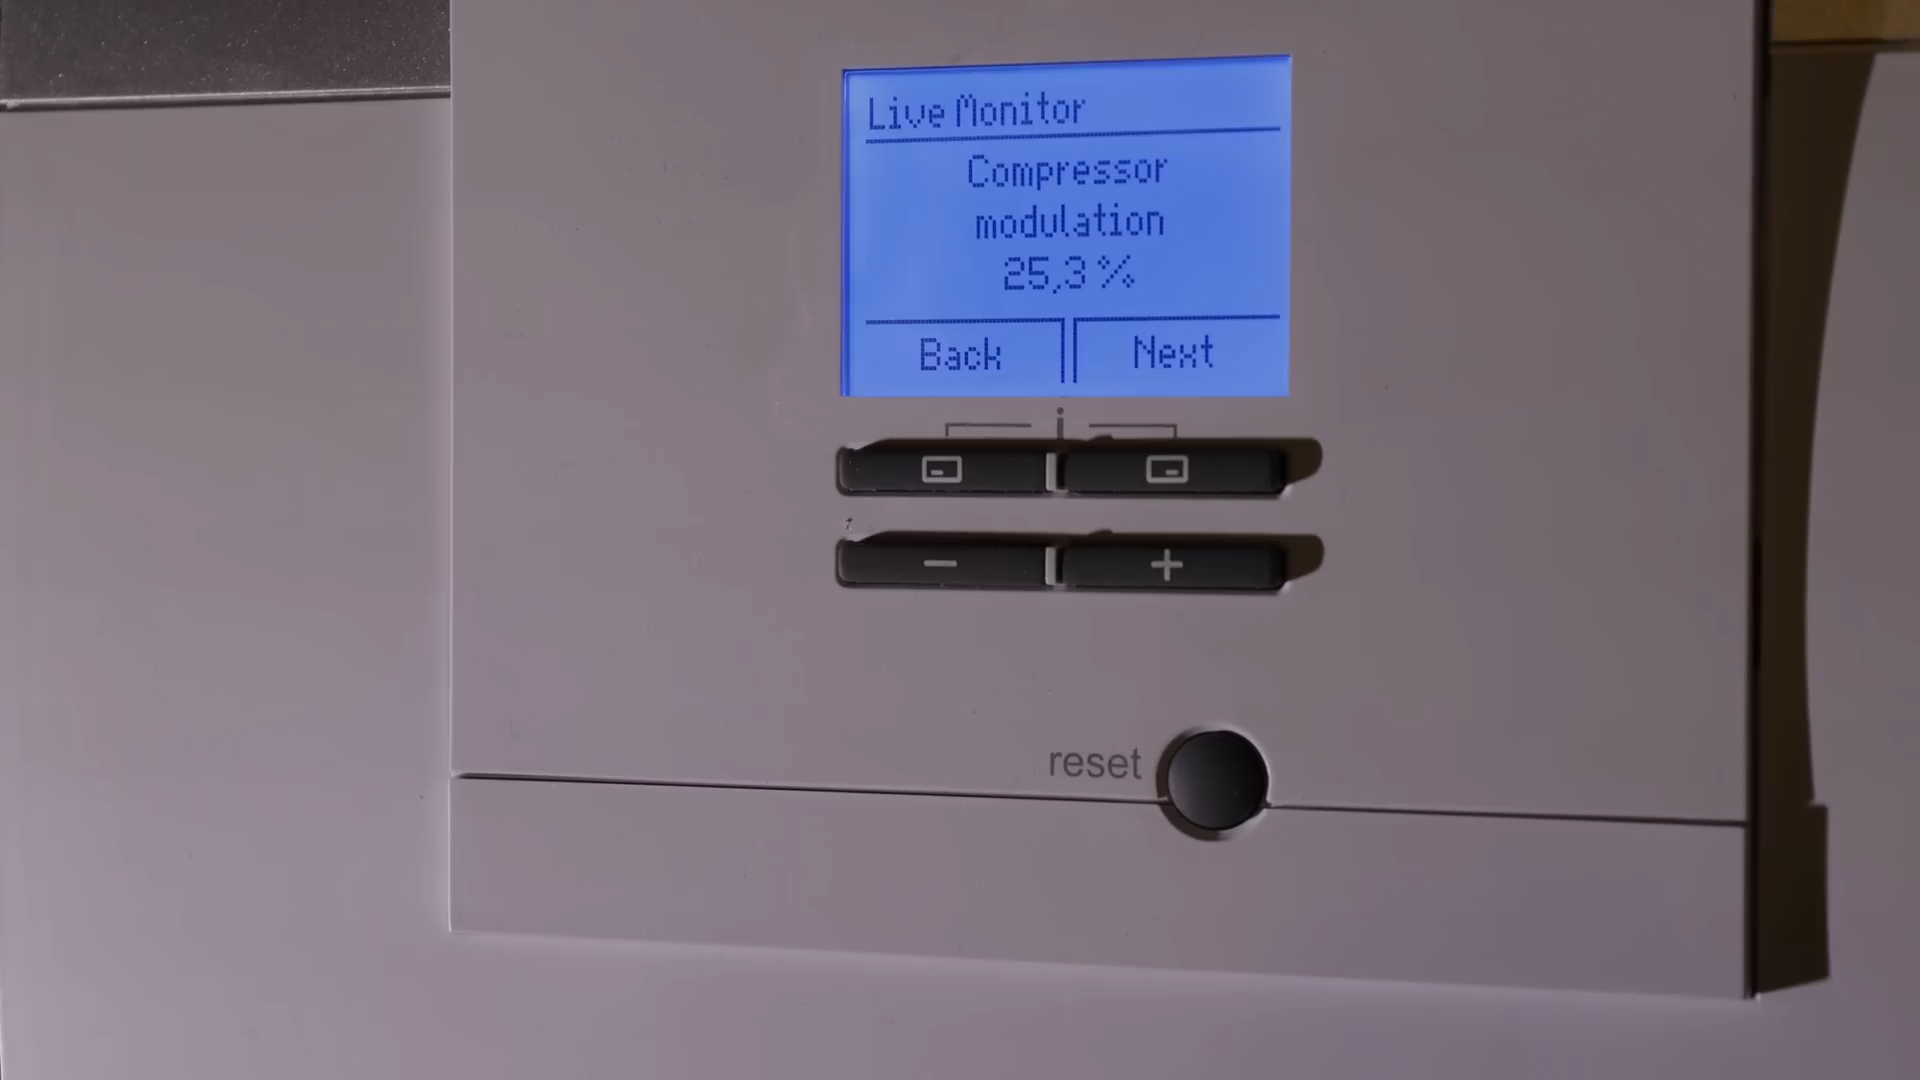 Live Monitor
Compressor
modulation
25,3 %
Back Next
i
− +
reset